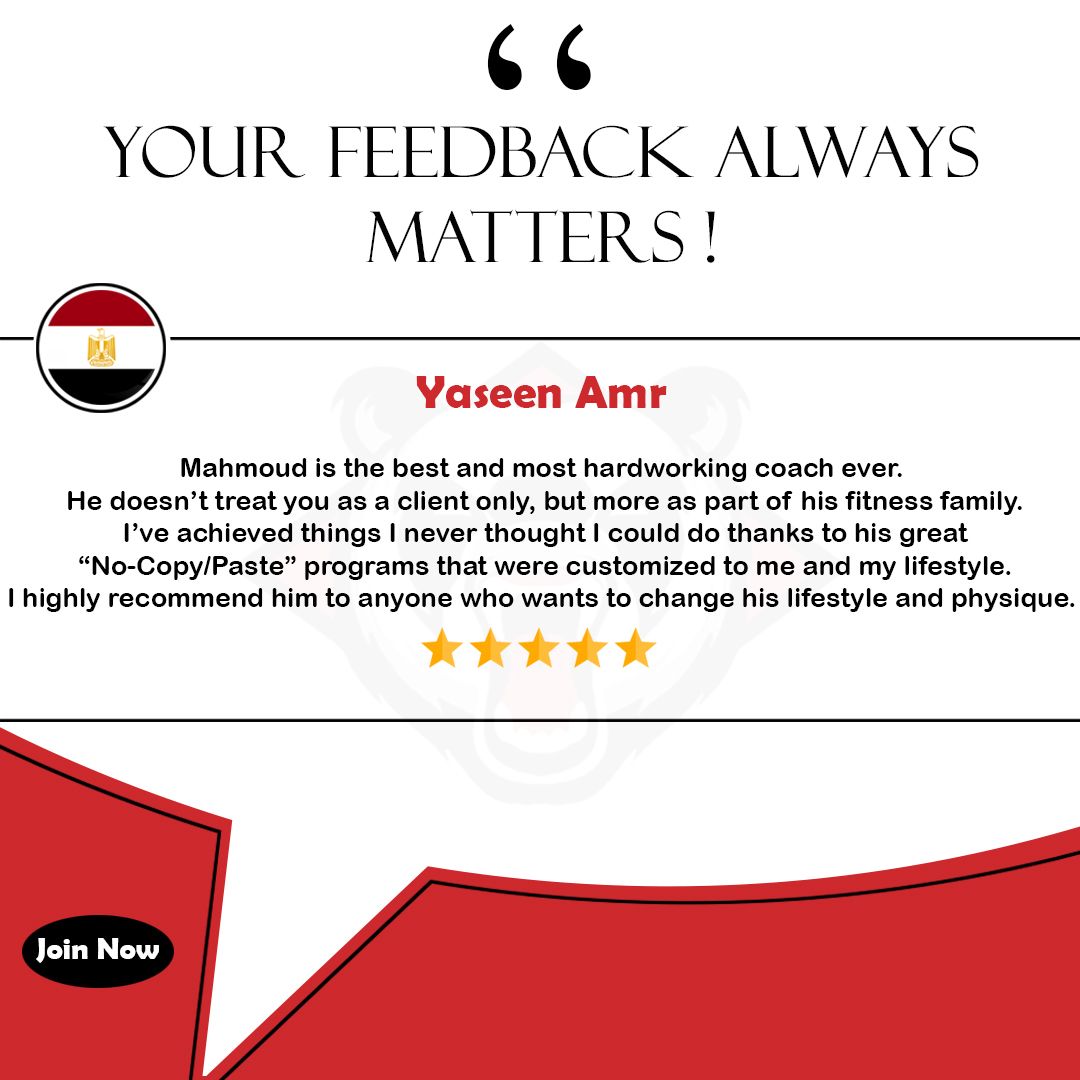 “
YOUR FEEDBACK ALWAYS
MATTERS !
Yaseen Amr
Mahmoud is the best and most hardworking coach ever.
He doesn’t treat you as a client only, but more as part of his fitness family.
I’ve achieved things I never thought I could do thanks to his great
“No-Copy/Paste” programs that were customized to me and my lifestyle.
I highly recommend him to anyone who wants to change his lifestyle and physique.
Join Now